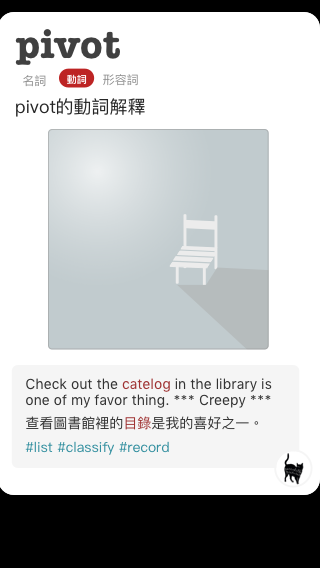 pivot
名詞 動詞 形容詞
pivot的動詞解釋
Check out the catelog in the library is
one of my favor thing. *** Creepy ***
查看圖書館裡的目錄是我的喜好之一。
#list #classify #record